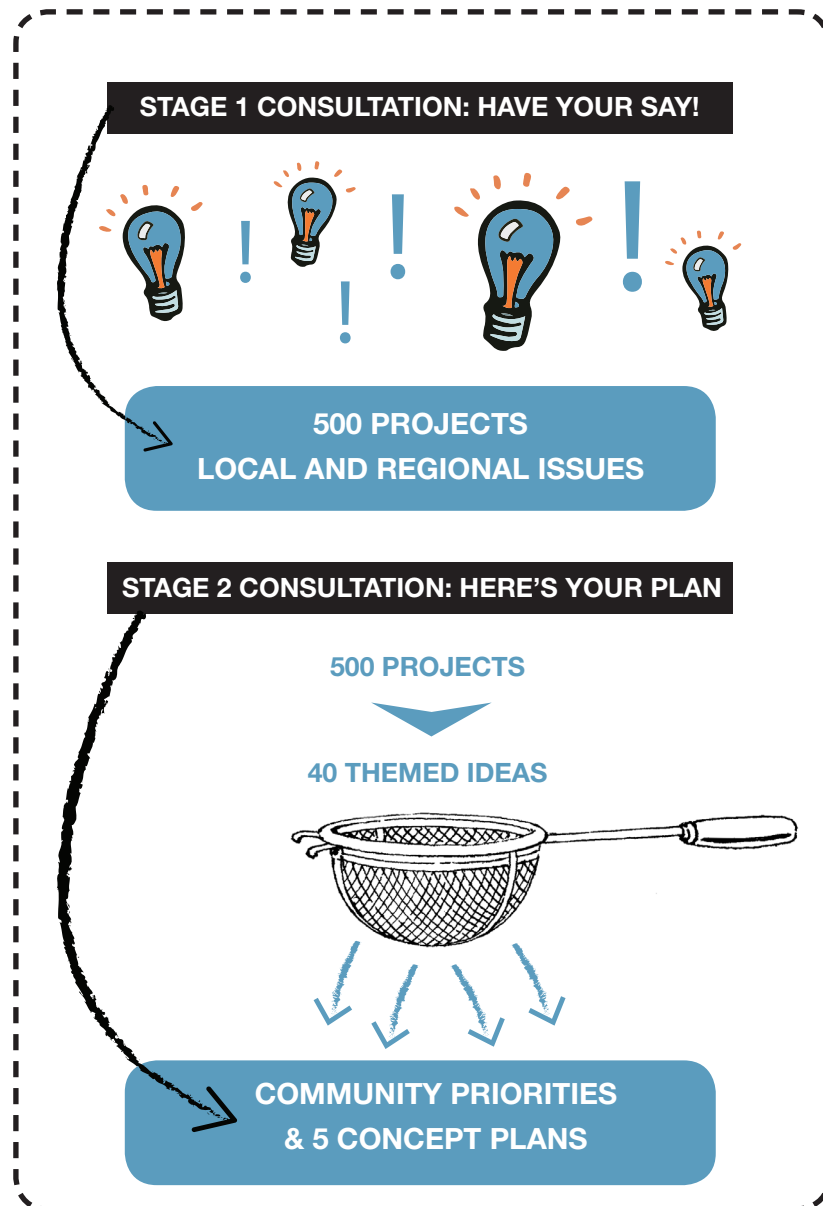 STAGE 1 CONSULTATION: HAVE YOUR SAY!
500 PROJECTS
LOCAL AND REGIONAL ISSUES
STAGE 2 CONSULTATION: HERE'S YOUR PLAN
500 PROJECTS
40 THEMED IDEAS
COMMUNITY PRIORITIES
& 5 CONCEPT PLANS